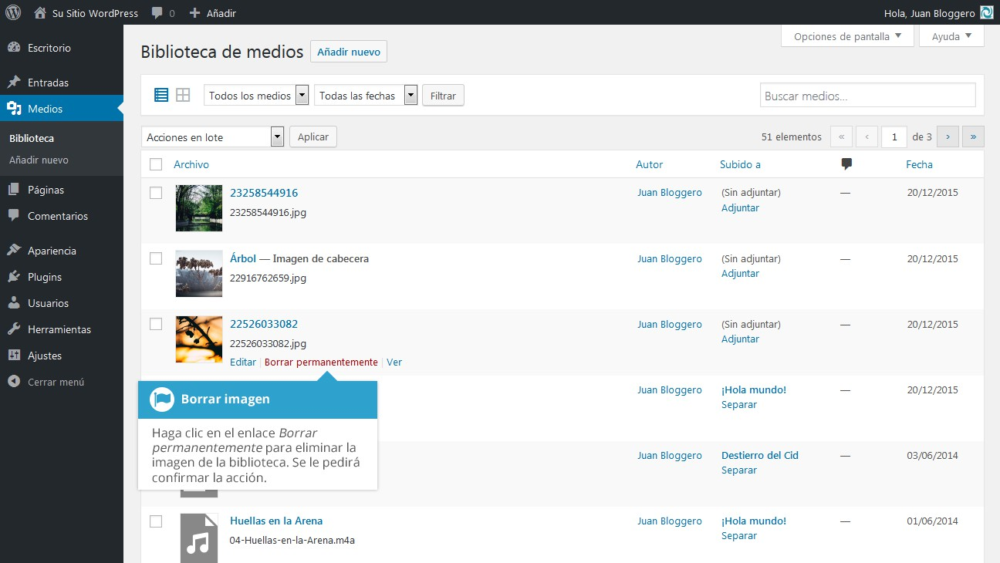 Su Sitio WordPress 0 Añadir Hola, Juan Bloggero
Opciones de pantalla Ayuda
Escritorio
Entradas
Medios
Biblioteca
Añadir nuevo
Páginas
Comentarios
Apariencia
Plugins
Usuarios
Herramientas
Ajustes
Cerrar menú
Biblioteca de medios Añadir nuevo
Todos los medios Todas las fechas Filtrar Buscar medios...
Acciones en lote Aplicar 51 elementos « ‹ 1 de 3 › »
Archivo Autor Subido a Fecha
23258544916 Juan Bloggero (Sin adjuntar) — 20/12/2015
23258544916.jpg Adjuntar
Árbol — Imagen de cabecera Juan Bloggero (Sin adjuntar) — 20/12/2015
22916762659.jpg Adjuntar
22526033082 Juan Bloggero (Sin adjuntar) — 20/12/2015
22526033082.jpg Adjuntar
Editar | Borrar permanentemente | Ver
Borrar imagen
Haga clic en el enlace Borrar
permanentemente para eliminar la
imagen de la biblioteca. Se le pedirá
confirmar la acción.
Juan Bloggero ¡Hola mundo! — 20/12/2015
Separar
Juan Bloggero Destierro del Cid — 03/06/2014
Separar
Huellas en la Arena Juan Bloggero ¡Hola mundo! — 01/06/2014
04-Huellas-en-la-Arena.m4a Separar